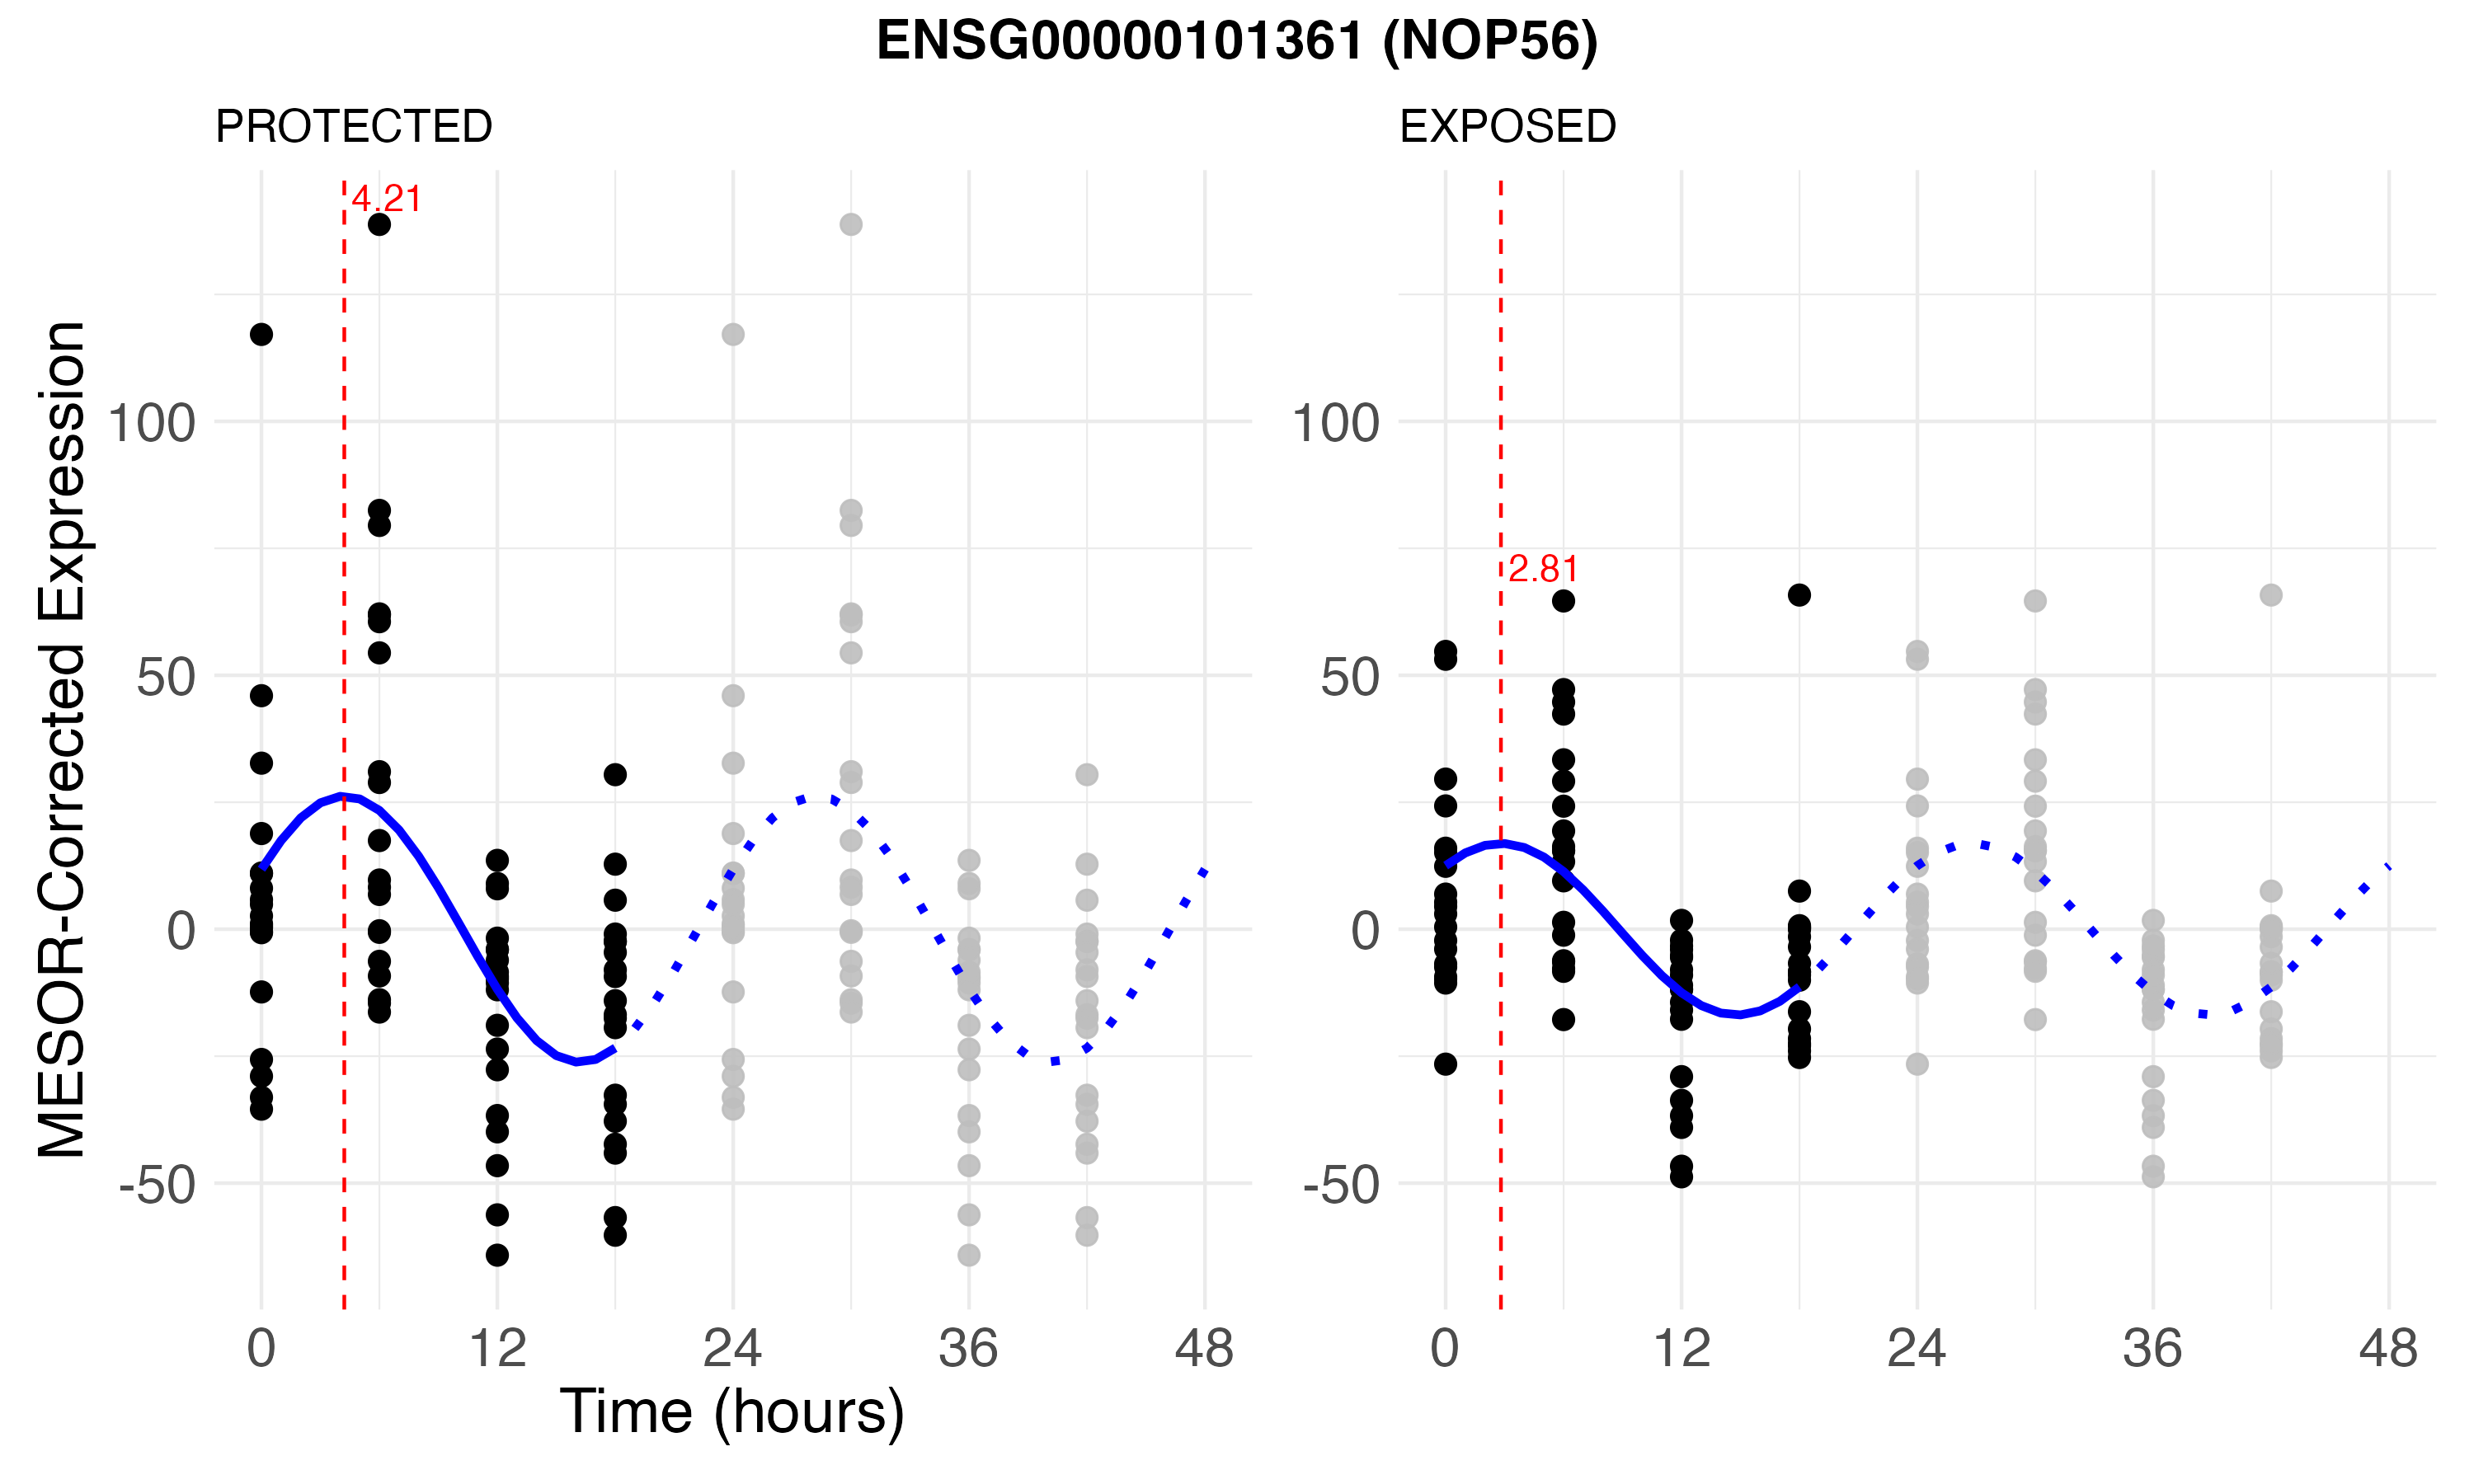 ENSG00000101361 (NOP56)
PROTECTED
EXPOSED
MESOR-Corrected Expression
4.21
100
50
0
-50
0 12 24 36 48
Time (hours)
2.81
100
50
0
-50
0 12 24 36 48